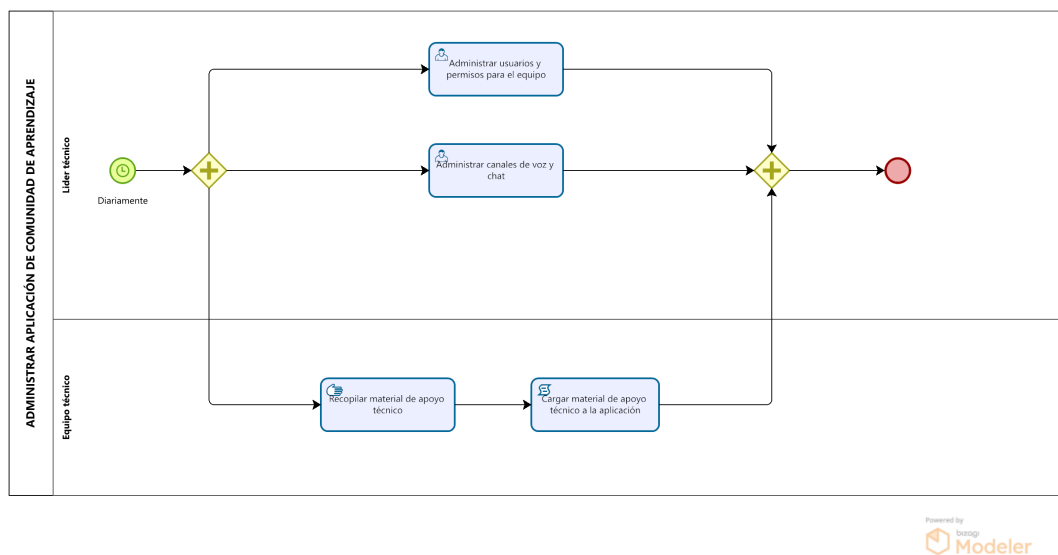 ADMINISTRAR APLICACIÓN DE COMUNIDAD DE APRENDIZAJE
Líder técnico
Diariamente
Administrar usuarios y
permisos para el equipo
Administrar canales de voz y
chat
Equipo técnico
Recopilar material de apoyo
técnico
Cargar material de apoyo
técnico a la aplicación
Powered by
bizagi
Modeler